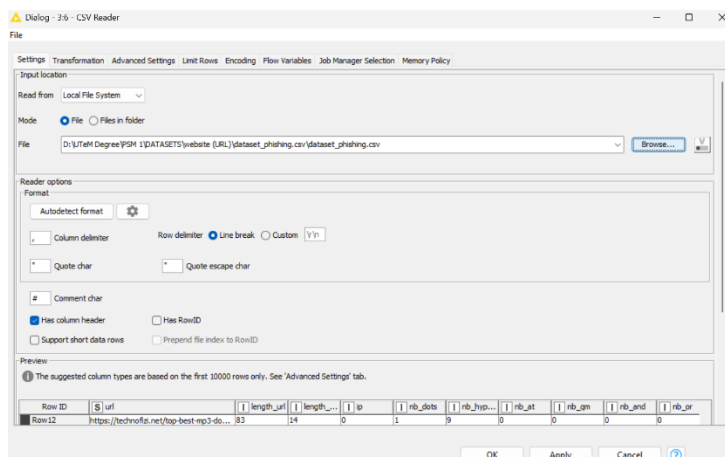 Dialog - 3:6 - CSV Reader
File
Settings Transformation Advanced Settings Limit Rows Encoding Flow Variables Job Manager Selection Memory Policy
Input location
Read from Local File System
Mode File Files in folder
File D:\UTeM Degree\PSM 1\DATASETS\website (URL)\dataset_phishing.csv\dataset_phishing.csv Browse... V
Reader options
Format
Autodetect format
, Column delimiter Row delimiter Line break Custom \r\n
" Quote char " Quote escape char
# Comment char
Has column header Has RowID
Support short data rows Prepend file index to RowID
Preview
The suggested column types are based on the first 10000 rows only. See 'Advanced Settings' tab.
Row ID S url I length_url I length_... I ip I nb_dots I nb_hyp... I nb_at I nb_qm I nb_and I nb_or
Row12 https://technofizi.net/top-best-mp3-do... 83 14 0 1 9 0 0 0 0
OK Apply Cancel ?